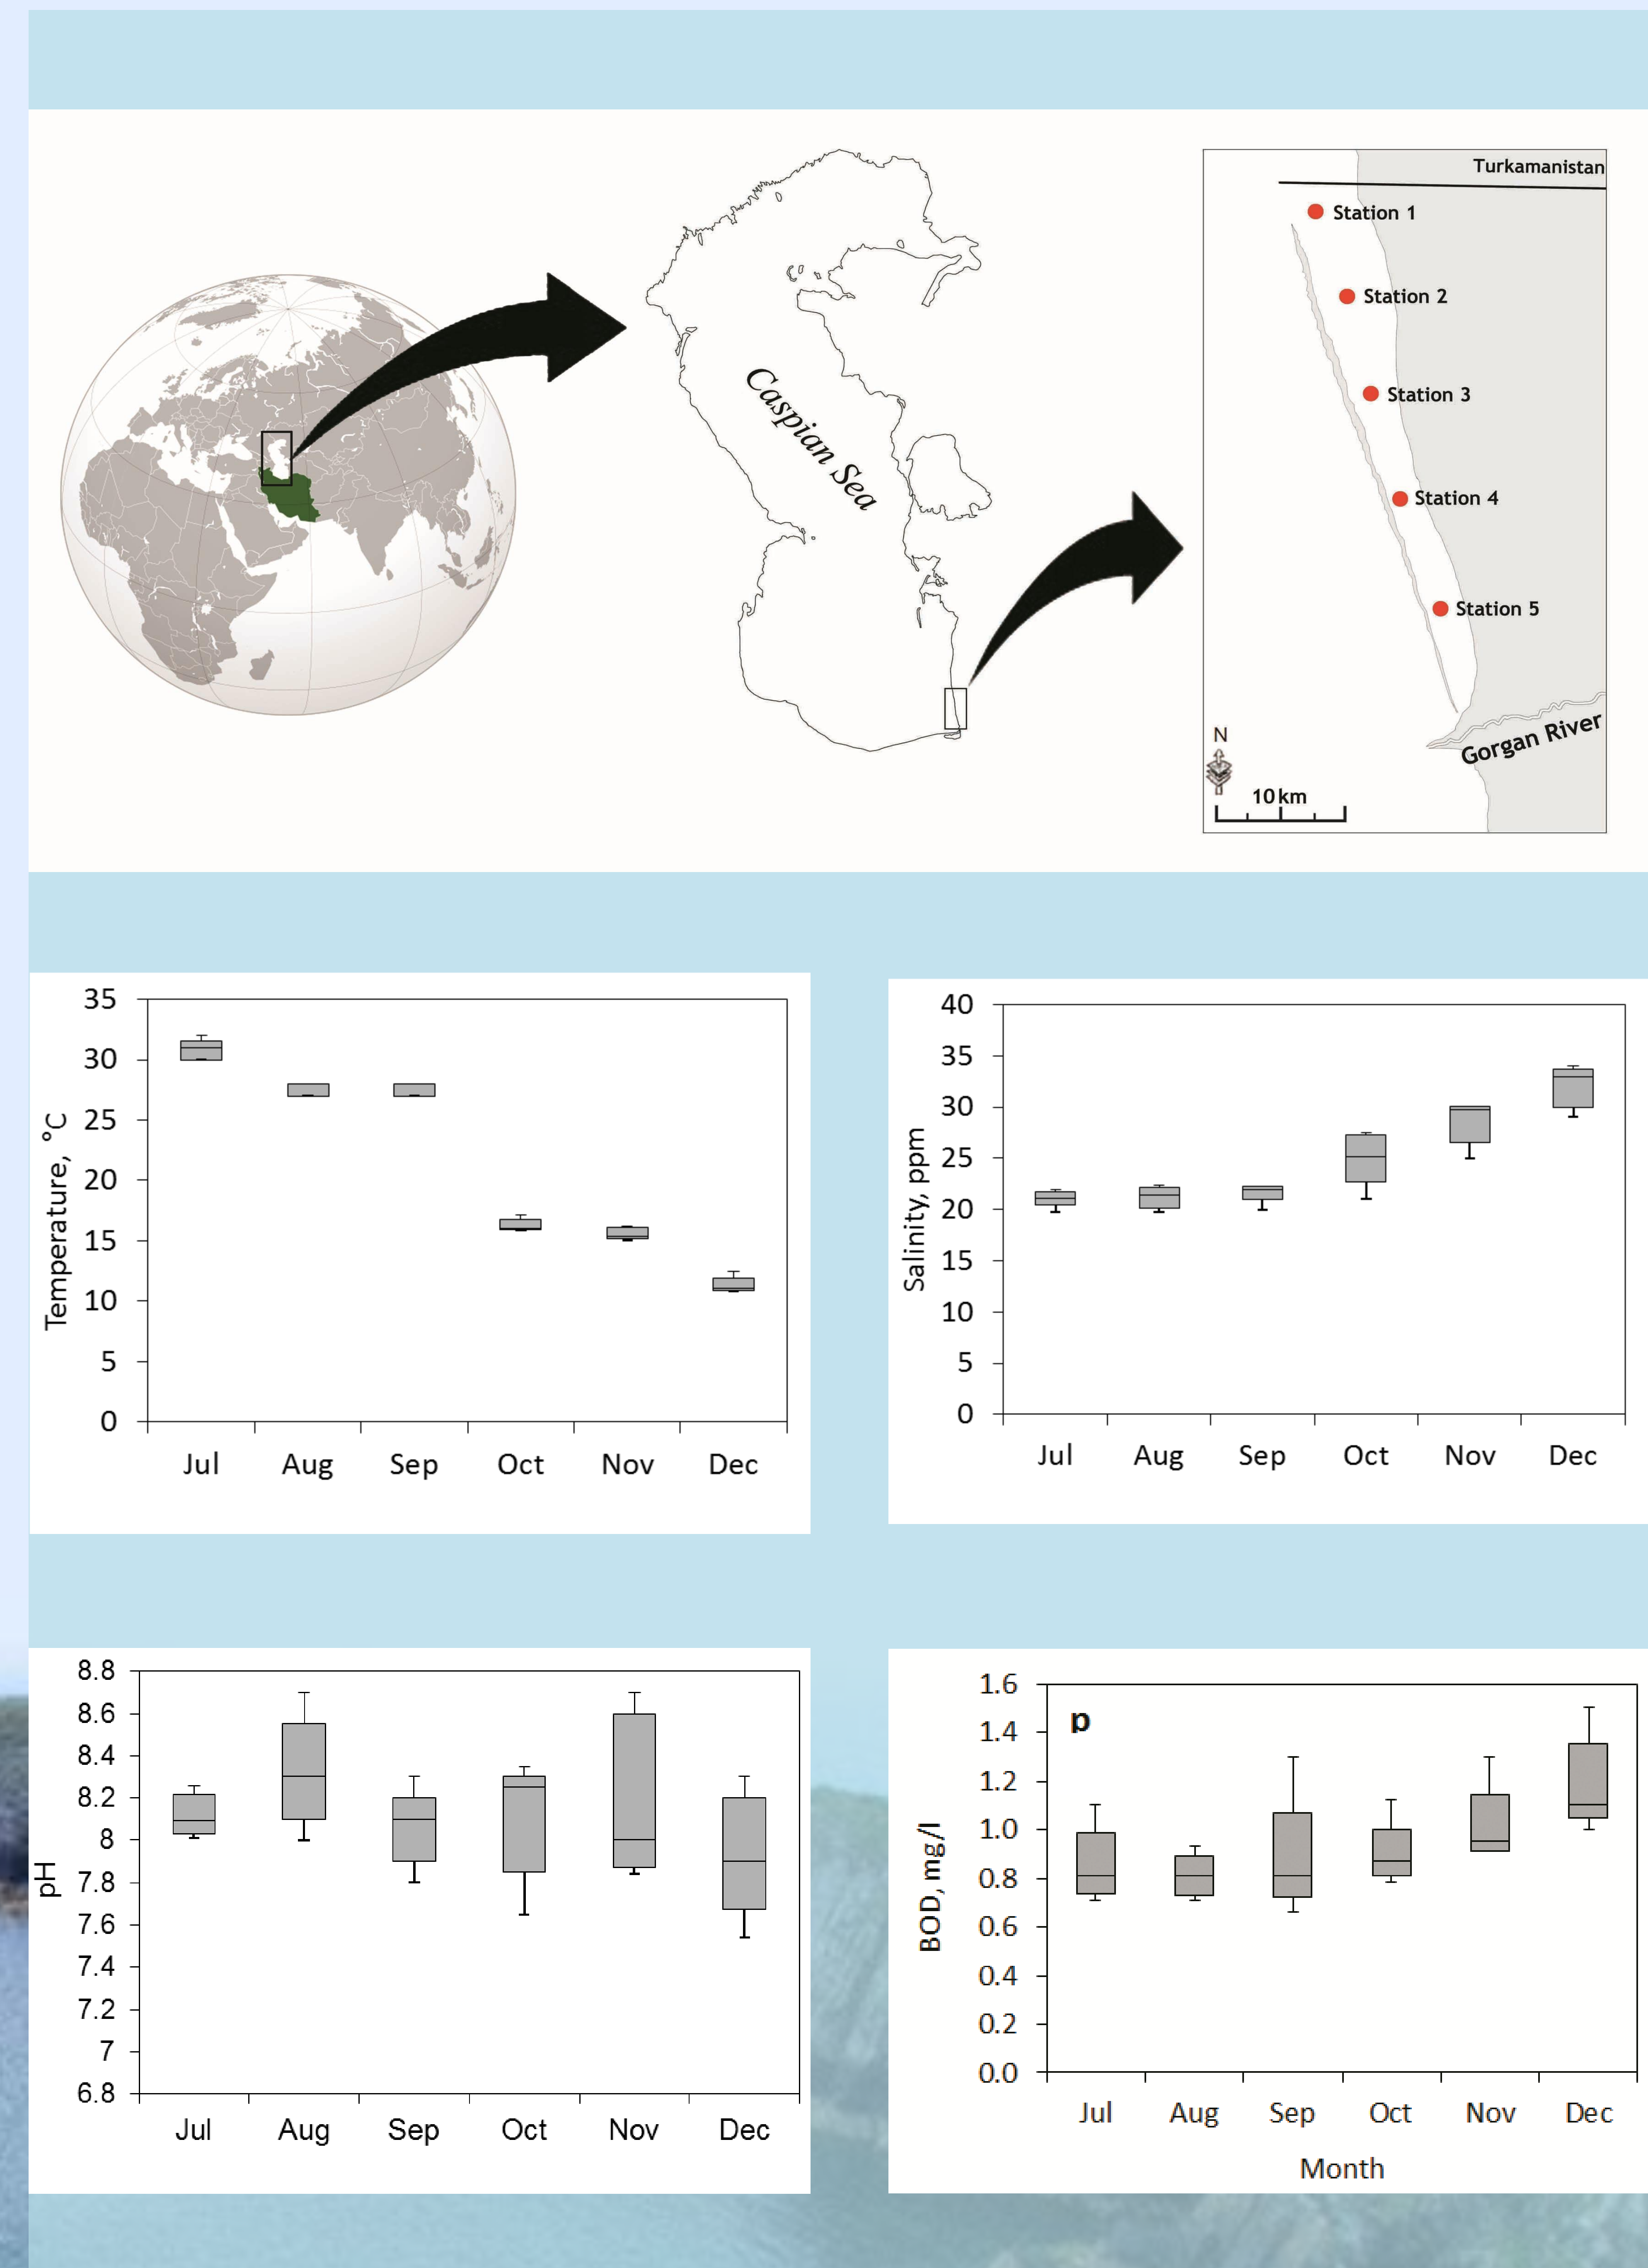 Turkamanistan
Station 1
Station 2
Station 3
Station 4
Station 5
Caspian Sea
Gorgan River
N
10 km
Temperature, °C
35
30
25
20
15
10
5
0
Jul Aug Sep Oct Nov Dec
Salinity, ppm
40
35
30
25
20
15
10
5
0
Jul Aug Sep Oct Nov Dec
pH
8.8
8.6
8.4
8.2
8
7.8
7.6
7.4
7.2
7
6.8
Jul Aug Sep Oct Nov Dec
p
BOD, mg/l
1.6
1.4
1.2
1.0
0.8
0.6
0.4
0.2
0.0
Jul Aug Sep Oct Nov Dec
Month